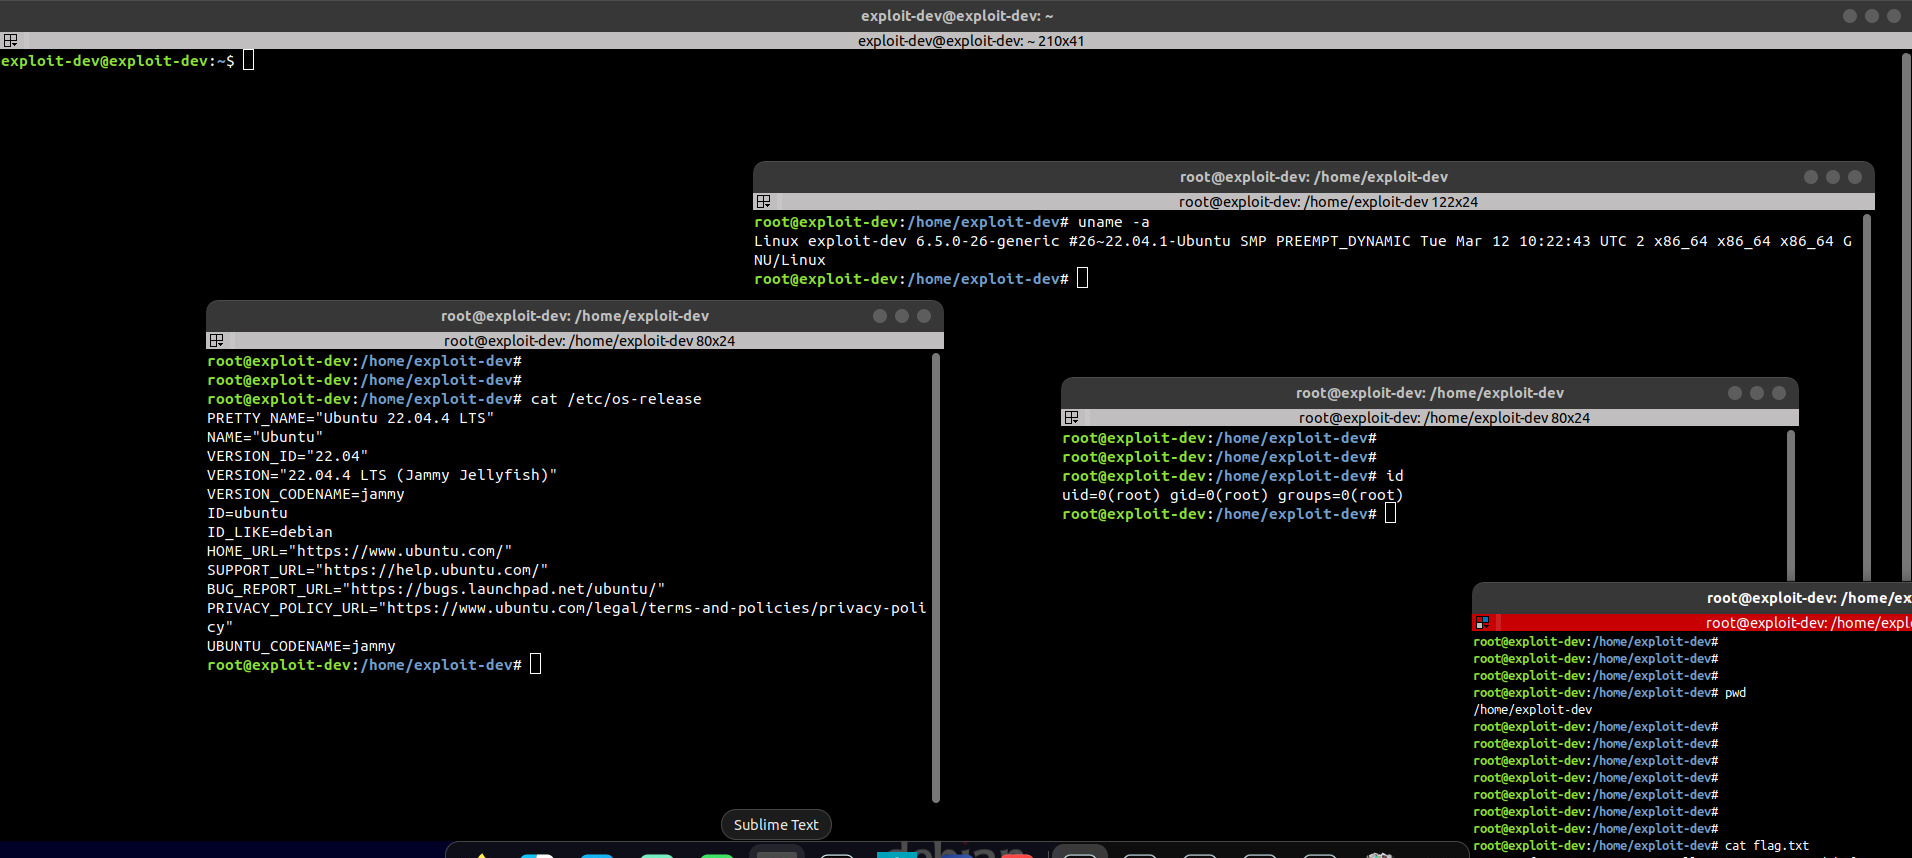 exploit-dev@exploit-dev: ~
exploit-dev@exploit-dev: ~ 210x41
exploit-dev@exploit-dev:~$
root@exploit-dev: /home/exploit-dev
root@exploit-dev: /home/exploit-dev 122x24
root@exploit-dev:/home/exploit-dev# uname -a
Linux exploit-dev 6.5.0-26-generic #26~22.04.1-Ubuntu SMP PREEMPT_DYNAMIC Tue Mar 12 10:22:43 UTC 2 x86_64 x86_64 x86_64 G
NU/Linux
root@exploit-dev:/home/exploit-dev#
root@exploit-dev: /home/exploit-dev
root@exploit-dev: /home/exploit-dev 80x24
root@exploit-dev:/home/exploit-dev#
root@exploit-dev:/home/exploit-dev#
root@exploit-dev:/home/exploit-dev# cat /etc/os-release
PRETTY_NAME="Ubuntu 22.04.4 LTS"
NAME="Ubuntu"
VERSION_ID="22.04"
VERSION="22.04.4 LTS (Jammy Jellyfish)"
VERSION_CODENAME=jammy
ID=ubuntu
ID_LIKE=debian
HOME_URL="https://www.ubuntu.com/"
SUPPORT_URL="https://help.ubuntu.com/"
BUG_REPORT_URL="https://bugs.launchpad.net/ubuntu/"
PRIVACY_POLICY_URL="https://www.ubuntu.com/legal/terms-and-policies/privacy-poli
cy"
UBUNTU_CODENAME=jammy
root@exploit-dev:/home/exploit-dev#
root@exploit-dev: /home/exploit-dev
root@exploit-dev: /home/exploit-dev 80x24
root@exploit-dev:/home/exploit-dev#
root@exploit-dev:/home/exploit-dev#
root@exploit-dev:/home/exploit-dev# id
uid=0(root) gid=0(root) groups=0(root)
root@exploit-dev:/home/exploit-dev#
root@exploit-dev: /home/ex
root@exploit-dev: /home/expl
root@exploit-dev:/home/exploit-dev#
root@exploit-dev:/home/exploit-dev#
root@exploit-dev:/home/exploit-dev#
root@exploit-dev:/home/exploit-dev# pwd
/home/exploit-dev
root@exploit-dev:/home/exploit-dev#
root@exploit-dev:/home/exploit-dev#
root@exploit-dev:/home/exploit-dev#
root@exploit-dev:/home/exploit-dev#
root@exploit-dev:/home/exploit-dev#
root@exploit-dev:/home/exploit-dev#
root@exploit-dev:/home/exploit-dev#
root@exploit-dev:/home/exploit-dev# cat flag.txt
Sublime Text
debian